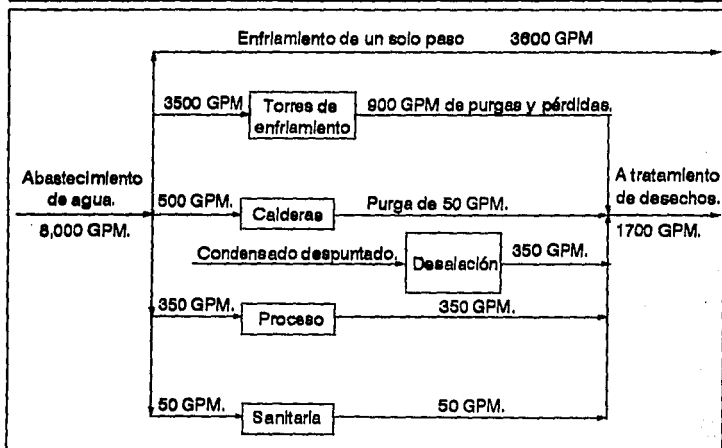 Enfriamiento de un solo paso 3600 GPM
3500 GPM
Torres de
enfriamiento
900 GPM de purgas y pérdidas.
Abastecimiento
de agua.
8,000 GPM.
500 GPM.
Calderas
Purga de 50 GPM.
A tratamiento
de desechos.
1700 GPM.
Condensado despuntado.
Desalación
350 GPM.
350 GPM.
Proceso
350 GPM.
50 GPM.
Sanitaria
50 GPM.